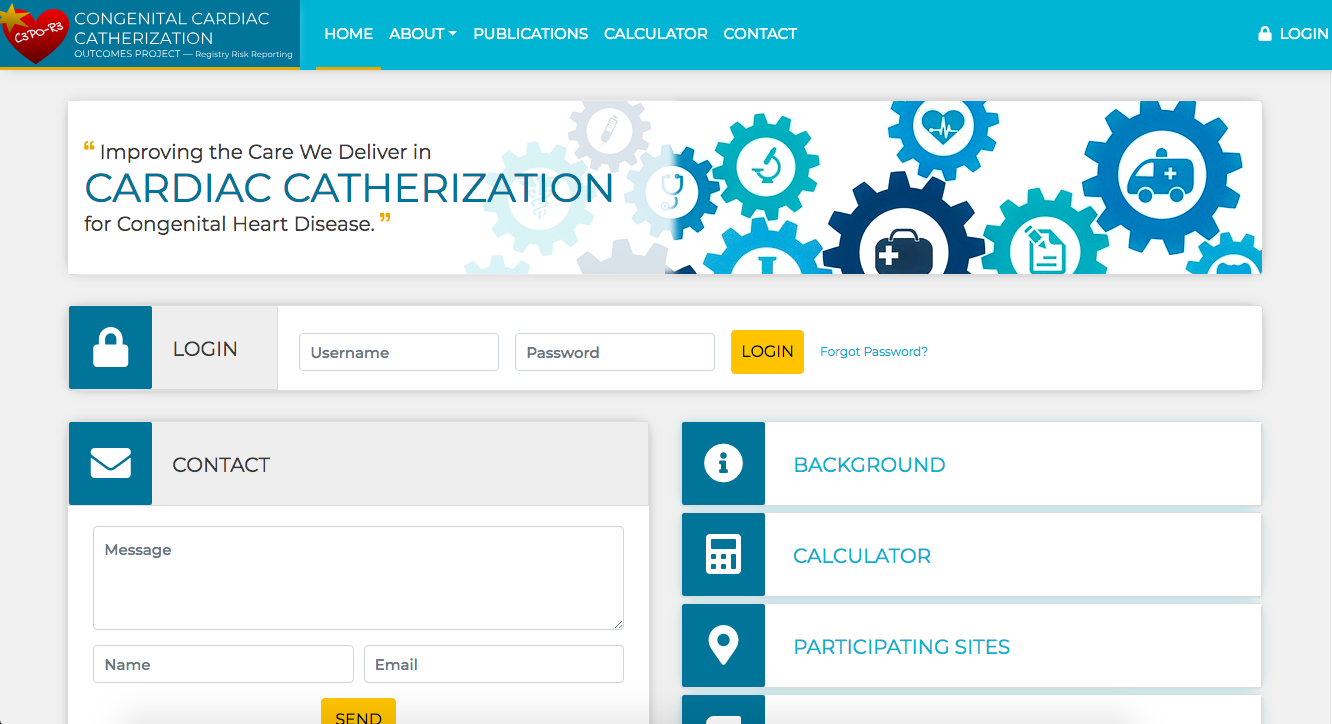 C3PO-R3
CONGENITAL CARDIAC
CATHERIZATION
OUTCOMES PROJECT — Registry Risk Reporting
HOME ABOUT PUBLICATIONS CALCULATOR CONTACT LOGIN
“ Improving the Care We Deliver in
CARDIAC CATHERIZATION
for Congenital Heart Disease. ”
LOGIN Username Password LOGIN Forgot Password?
CONTACT
Message
Name Email
SEND
BACKGROUND
CALCULATOR
PARTICIPATING SITES